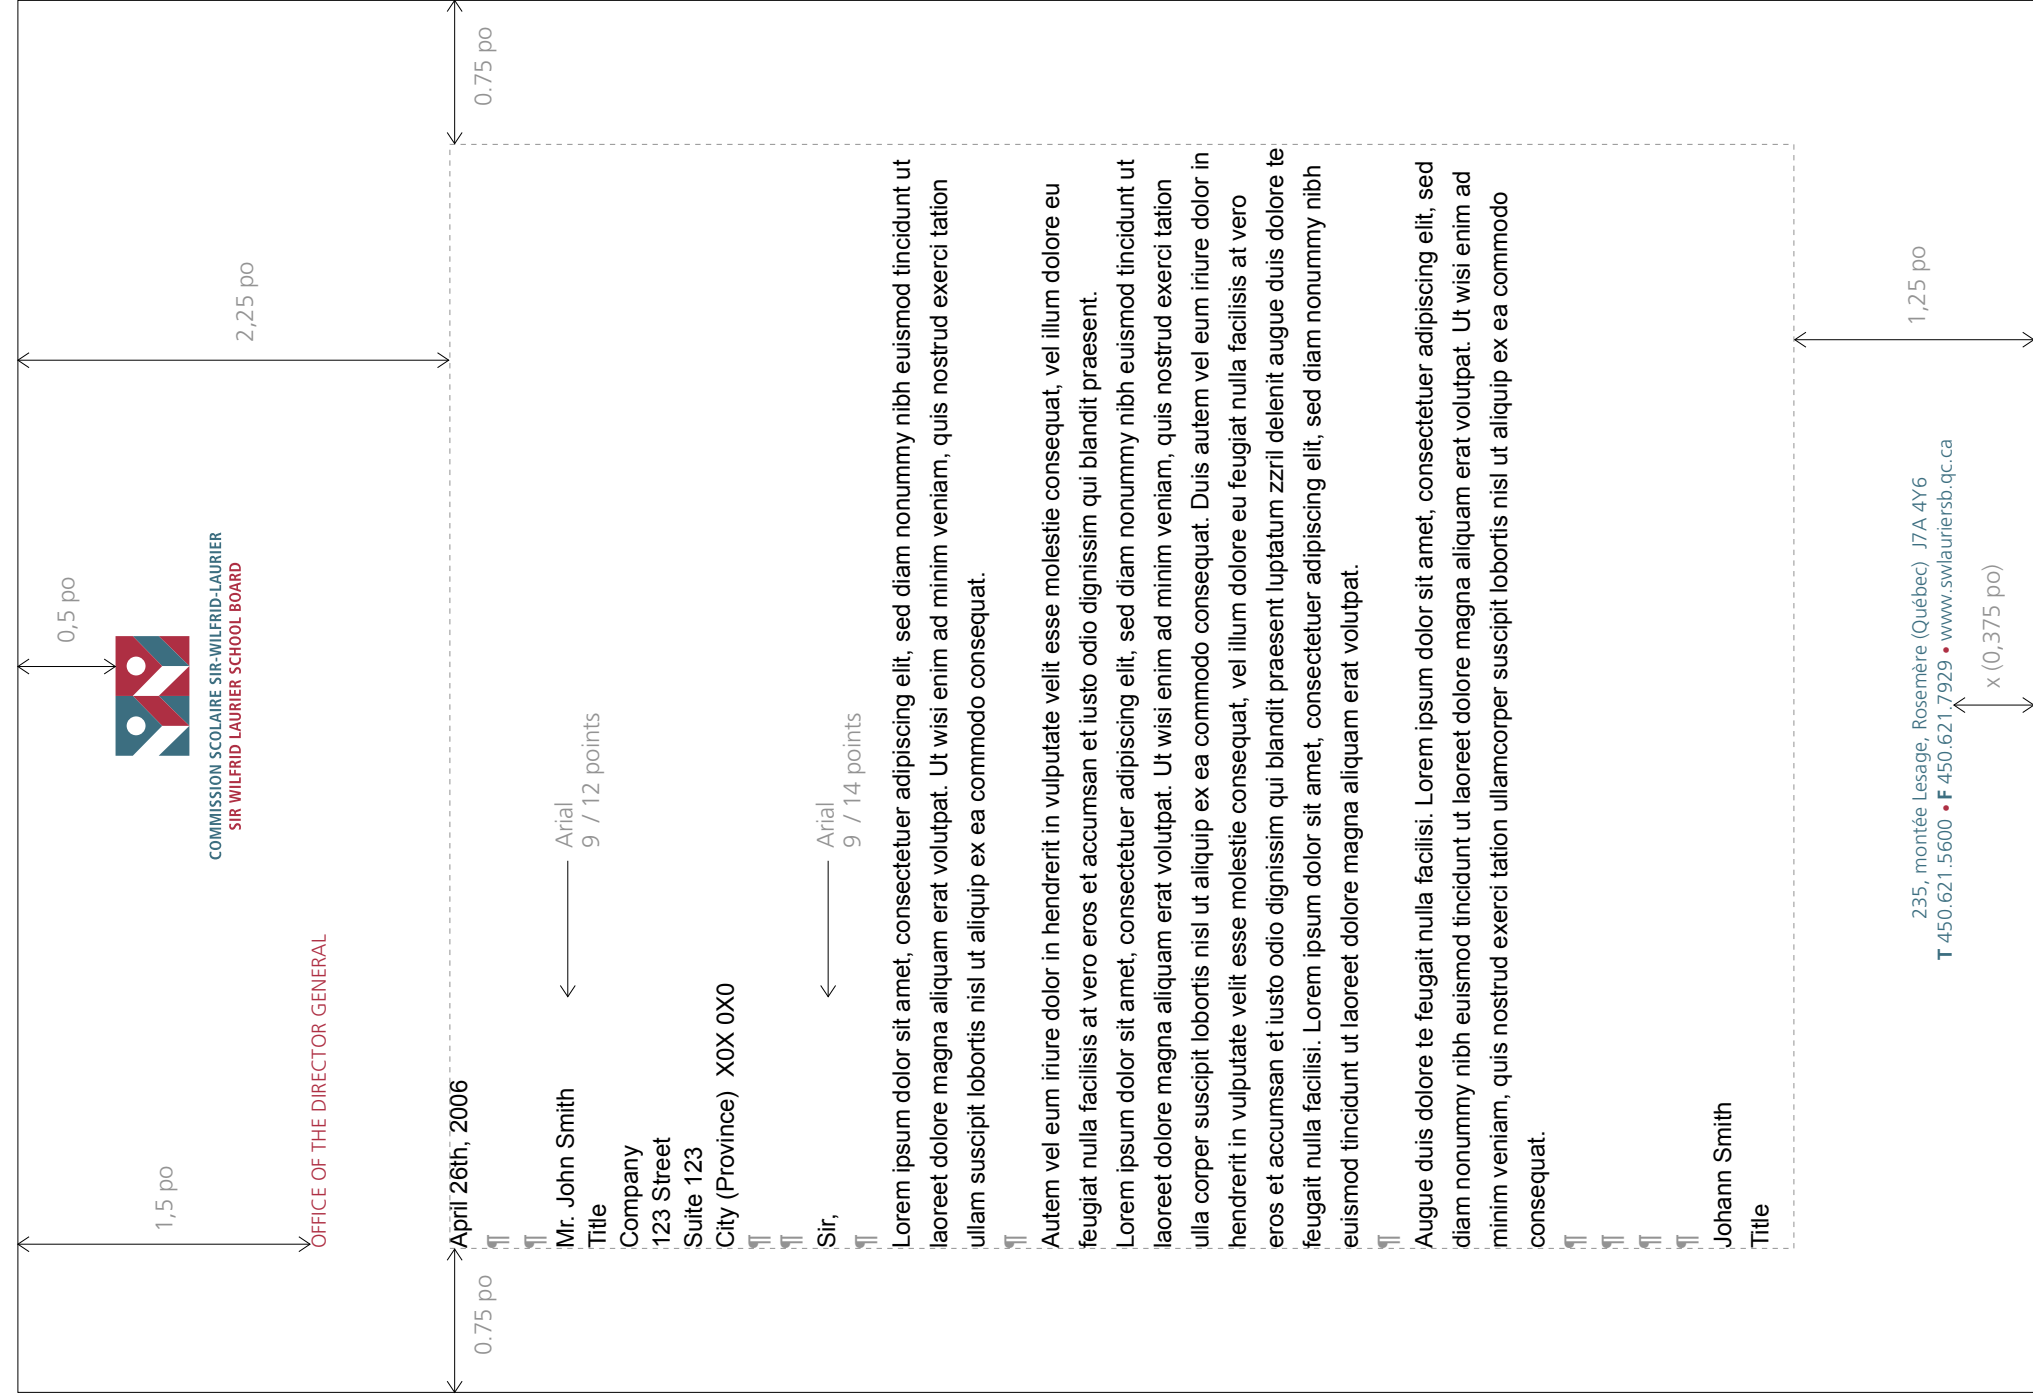 0,5 po
COMMISSION SCOLAIRE SIR-WILFRID-LAURIER
SIR WILFRID LAURIER SCHOOL BOARD
1,5 po
2,25 po
OFFICE OF THE DIRECTOR GENERAL
0.75 po
0.75 po
April 26th, 2006
¶
¶
Mr. John Smith
Arial
Title
9 / 12 points
Company
123 Street
Suite 123
City (Province) X0X 0X0
¶
¶
Sir,
Arial
9 / 14 points
¶
Lorem ipsum dolor sit amet, consectetuer adipiscing elit, sed diam nonummy nibh euismod tincidunt ut
laoreet dolore magna aliquam erat volutpat. Ut wisi enim ad minim veniam, quis nostrud exerci tation
ullam suscipit lobortis nisl ut aliquip ex ea commodo consequat.
¶
Autem vel eum iriure dolor in hendrerit in vulputate velit esse molestie consequat, vel illum dolore eu
feugiat nulla facilisis at vero eros et accumsan et iusto odio dignissim qui blandit praesent.
Lorem ipsum dolor sit amet, consectetuer adipiscing elit, sed diam nonummy nibh euismod tincidunt ut
laoreet dolore magna aliquam erat volutpat. Ut wisi enim ad minim veniam, quis nostrud exerci tation
ulla corper suscipit lobortis nisl ut aliquip ex ea commodo consequat. Duis autem vel eum iriure dolor in
hendrerit in vulputate velit esse molestie consequat, vel illum dolore eu feugiat nulla facilisis at vero
eros et accumsan et iusto odio dignissim qui blandit praesent luptatum zzril delenit augue duis dolore te
feugait nulla facilisi. Lorem ipsum dolor sit amet, consectetuer adipiscing elit, sed diam nonummy nibh
euismod tincidunt ut laoreet dolore magna aliquam erat volutpat.
¶
Augue duis dolore te feugait nulla facilisi. Lorem ipsum dolor sit amet, consectetuer adipiscing elit, sed
diam nonummy nibh euismod tincidunt ut laoreet dolore magna aliquam erat volutpat. Ut wisi enim ad
minim veniam, quis nostrud exerci tation ullamcorper suscipit lobortis nisl ut aliquip ex ea commodo
consequat.
¶
¶
¶
¶
Johann Smith
Title
1,25 po
235, montée Lesage, Rosemère (Québec) J7A 4Y6
T 450.621.5600 • F 450.621.7929 • www.swlauriersb.qc.ca
x (0,375 po)